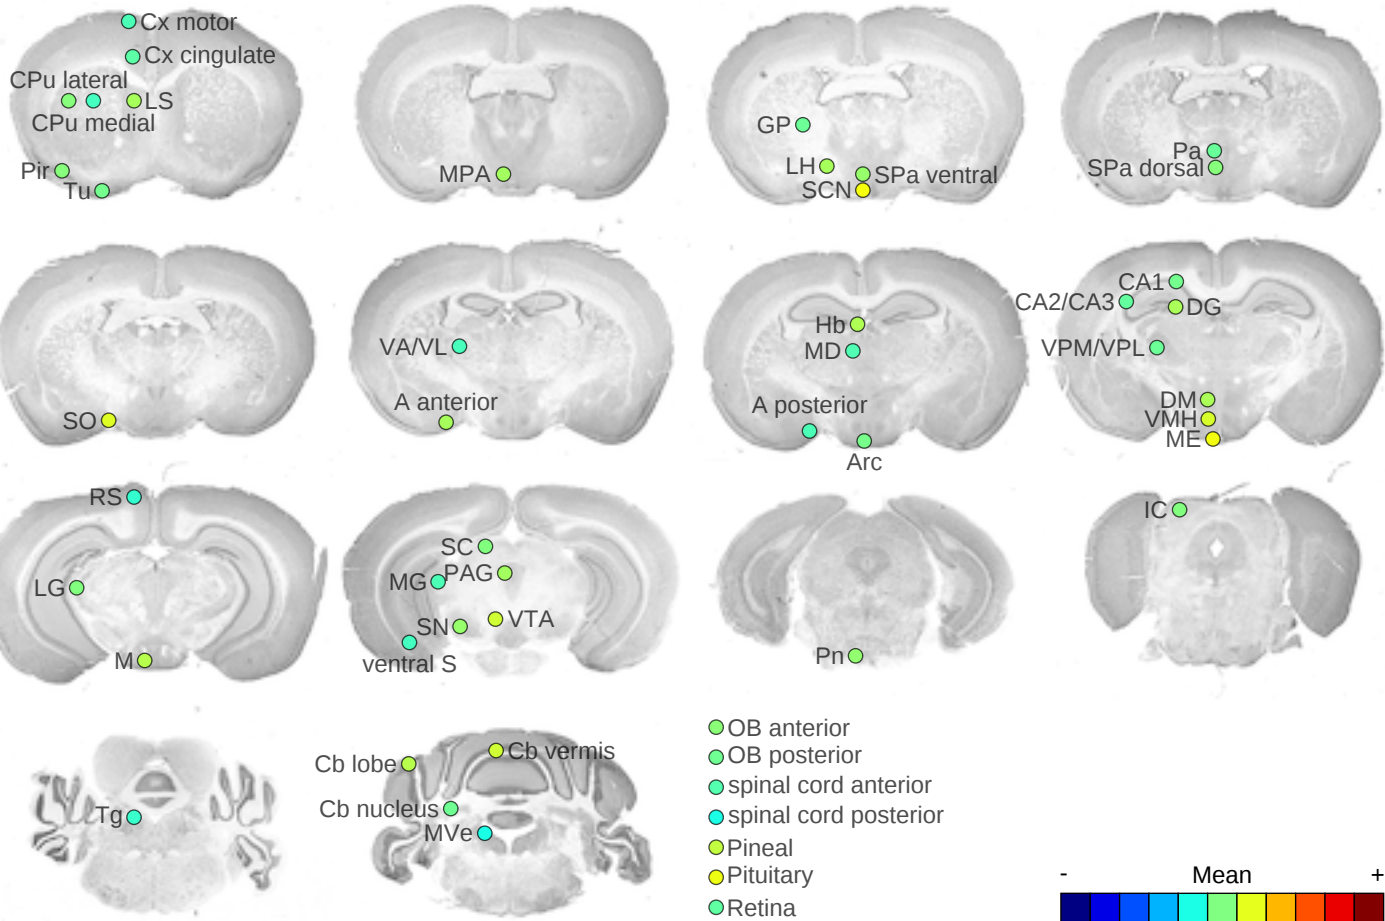 Cx motor
Cx cingulate
CPu lateral
LS
CPu medial
Pir
Tu
MPA
GP
LH
SPa ventral
SCN
Pa
SPa dorsal
SO
VA/VL
A anterior
Hb
MD
A posterior
Arc
CA1
CA2/CA3
DG
VPM/VPL
DM
VMH
ME
RS
LG
M
SC
MG
PAG
SN
VTA
ventral S
Pn
IC
Tg
Cb lobe
Cb vermis
Cb nucleus
MVe
OB anterior
OB posterior
spinal cord anterior
spinal cord posterior
Pineal
Pituitary
Retina
- Mean +